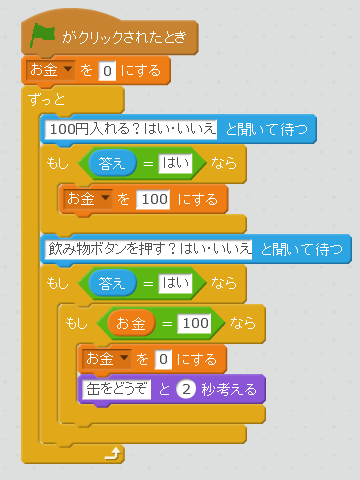 がクリックされたとき
お金 を 0 にする
ずっと
100円入れる？はい・いいえ と聞いて待つ
もし 答え = はい なら
お金 を 100 にする
飲み物ボタンを押す？はい・いいえ と聞いて待つ
もし 答え = はい なら
もし お金 = 100 なら
お金 を 0 にする
缶をどうぞ と 2 秒考える